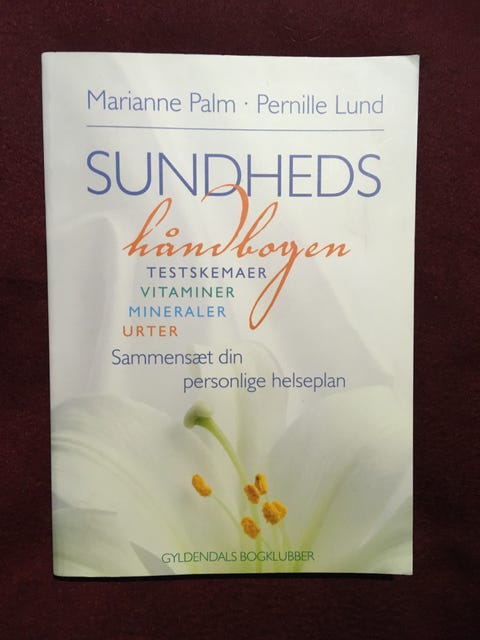 Marianne Palm · Pernille Lund
SUNDHEDS
håndbogen
TESTSKEMAER
VITAMINER
MINERALER
URTER
Sammensæt din
personlige helseplan
GYLDENDALS BOGKLUBBER